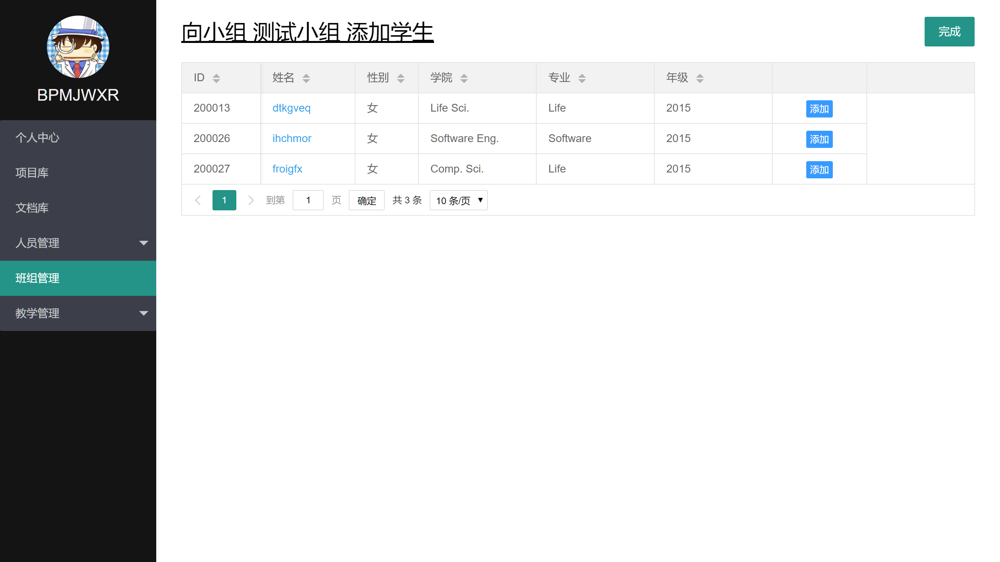 BPMJWXR
个人中心
项目库
文档库
人员管理
班组管理
教学管理
向小组 测试小组 添加学生
完成
ID 姓名 性别 学院 专业 年级
200013 dtkgveq 女 Life Sci. Life 2015 添加
200026 ihchmor 女 Software Eng. Software 2015 添加
200027 froigfx 女 Comp. Sci. Life 2015 添加
1 到第 1 页 确定 共 3 条 10 条/页